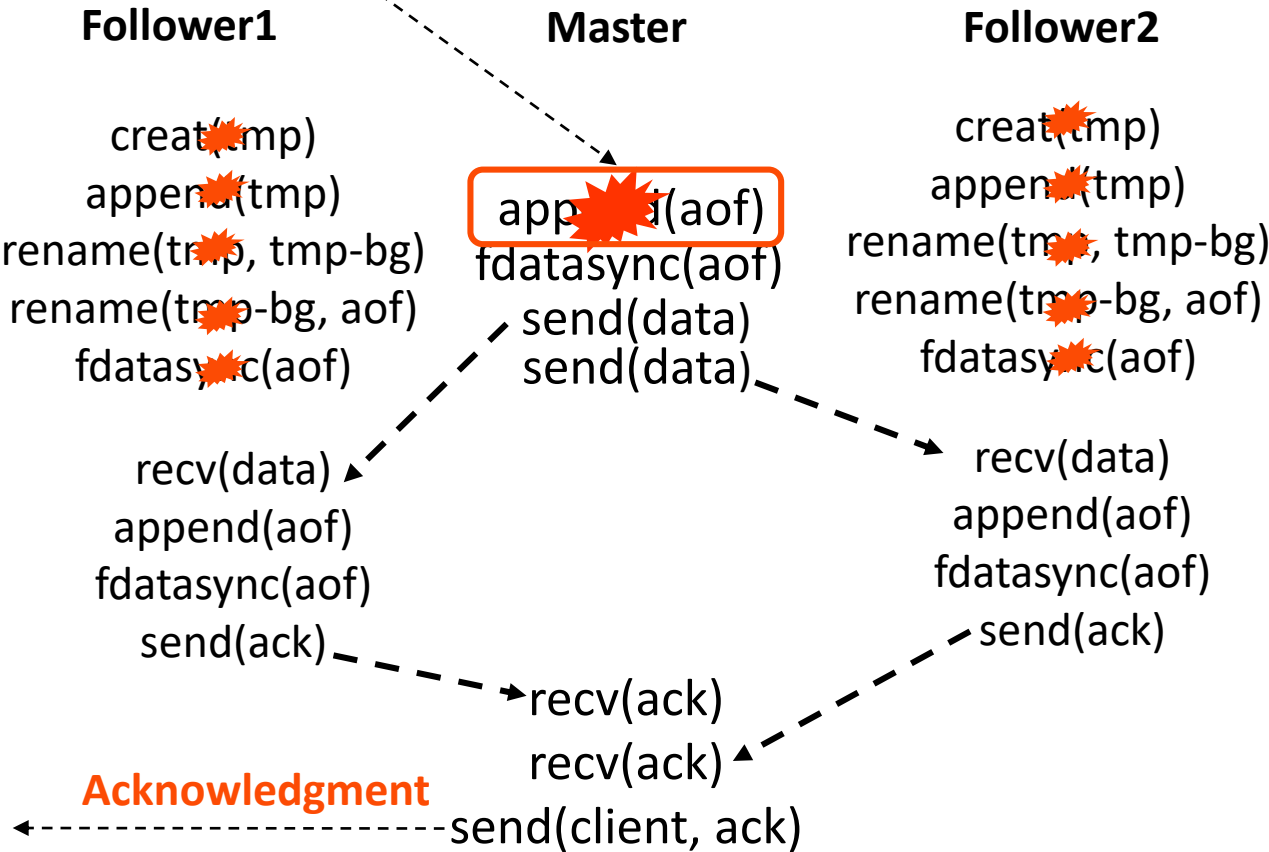 Follower1
creat(tmp)
append(tmp)
rename(tmp, tmp-bg)
rename(tmp-bg, aof)
fdatasync(aof)
recv(data)
append(aof)
fdatasync(aof)
send(ack)
Master
append(aof)
fdatasync(aof)
send(data)
send(data)
recv(ack)
recv(ack)
send(client, ack)
Acknowledgment
Follower2
creat(tmp)
append(tmp)
rename(tmp, tmp-bg)
rename(tmp-bg, aof)
fdatasync(aof)
recv(data)
append(aof)
fdatasync(aof)
send(ack)